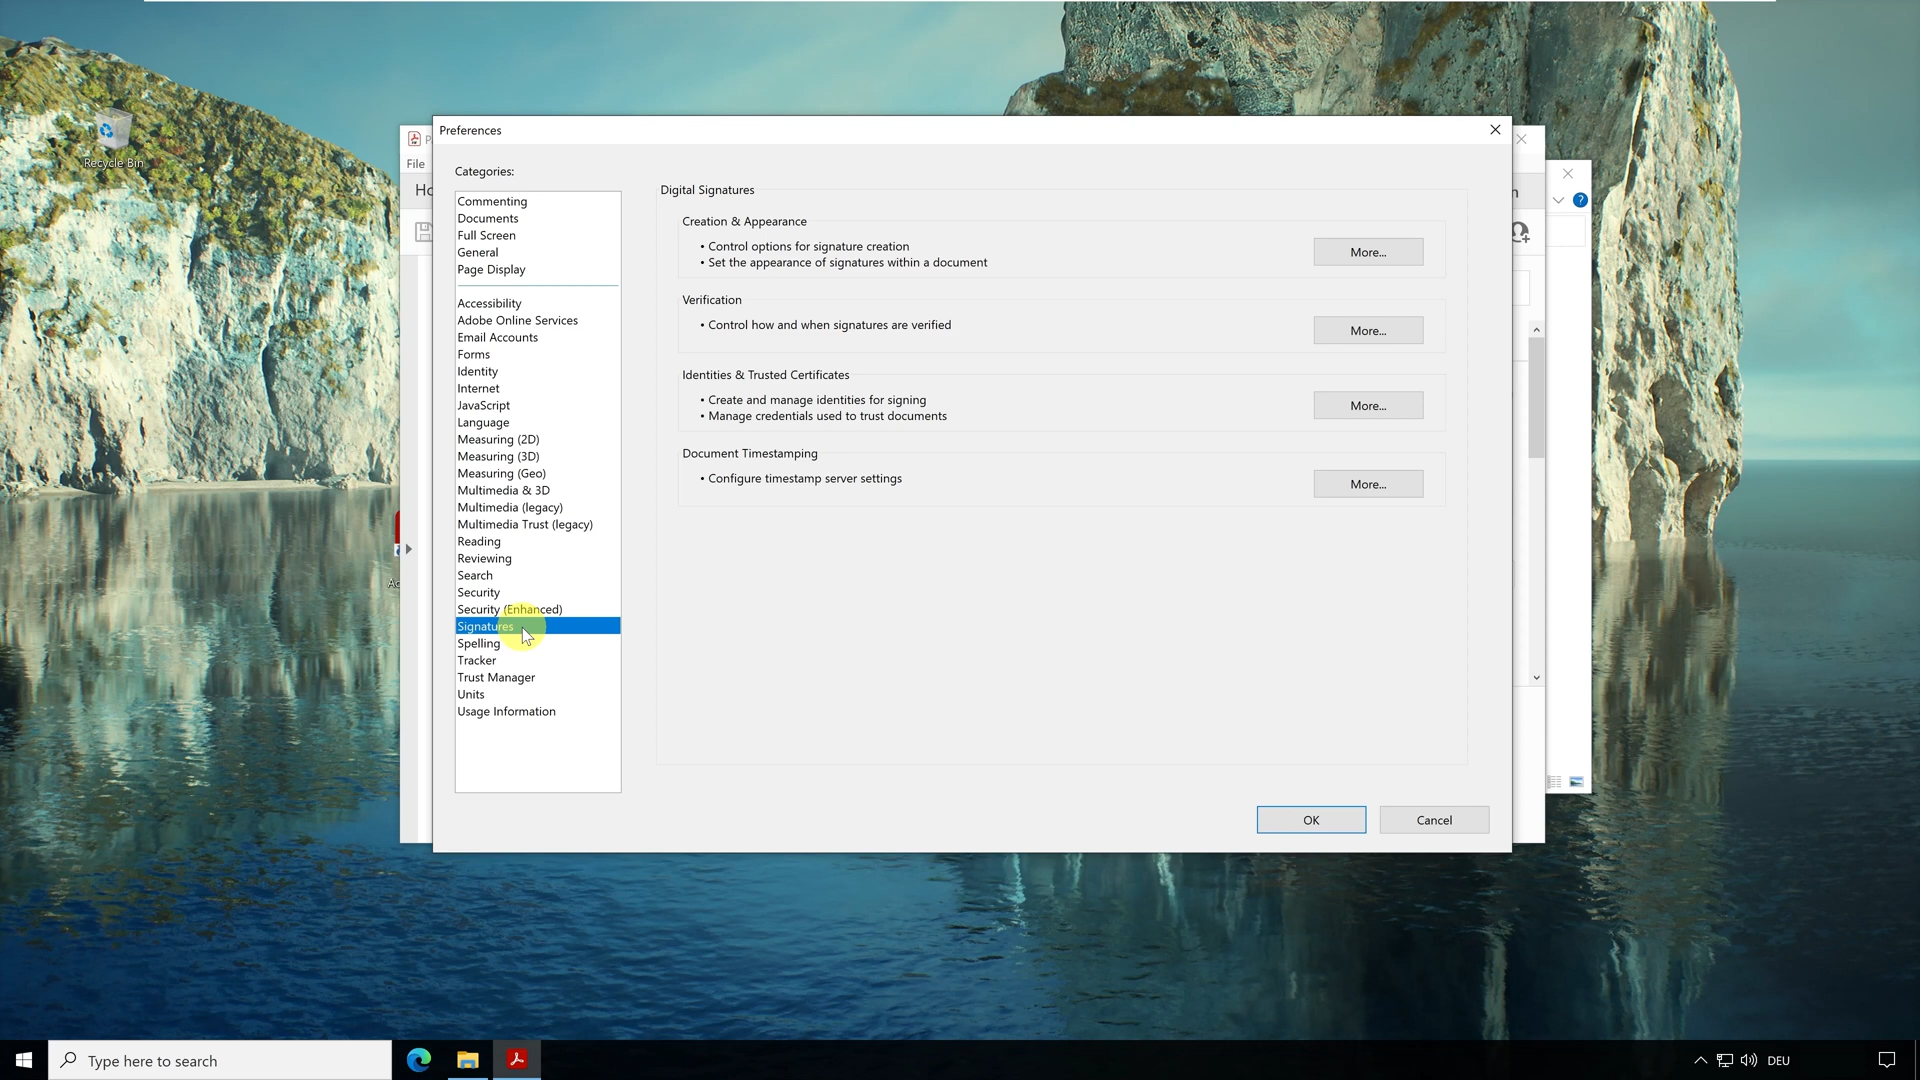 Recycle Bin
File
Preferences
Categories:
Commenting
Documents
Full Screen
General
Page Display
Accessibility
Adobe Online Services
Email Accounts
Forms
Identity
Internet
JavaScript
Language
Measuring (2D)
Measuring (3D)
Measuring (Geo)
Multimedia & 3D
Multimedia (legacy)
Multimedia Trust (legacy)
Reading
Reviewing
Search
Security
Security (Enhanced)
Signatures
Spelling
Tracker
Trust Manager
Units
Usage Information
Digital Signatures
Creation & Appearance
• Control options for signature creation
• Set the appearance of signatures within a document
More...
Verification
• Control how and when signatures are verified
More...
Identities & Trusted Certificates
• Create and manage identities for signing
• Manage credentials used to trust documents
More...
Document Timestamping
• Configure timestamp server settings
More...
OK
Cancel
Type here to search
DEU